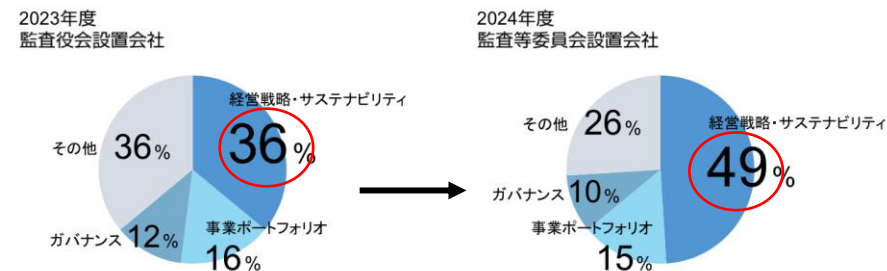 2023年度
監査役会設置会社
経営戦略・サステナビリティ
36%
その他 36%
ガバナンス 12%
事業ポートフォリオ
16%
2024年度
監査等委員会設置会社
経営戦略・サステナビリティ
49%
その他 26%
ガバナンス 10%
事業ポートフォリオ
15%